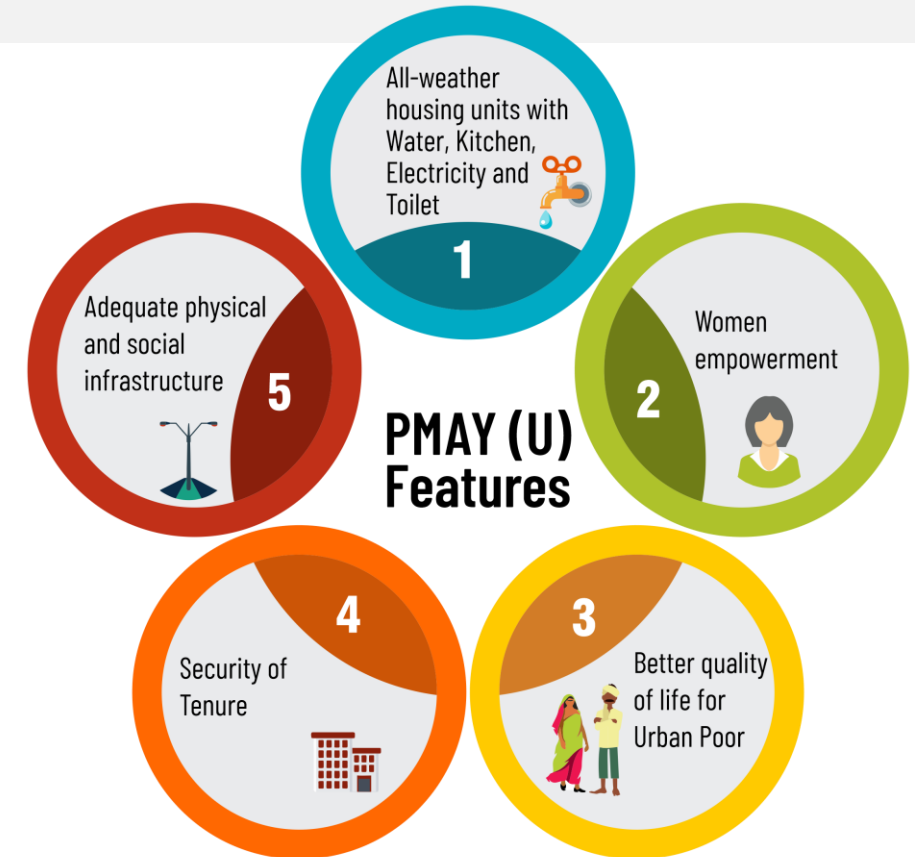 All-weather
housing units with
Water, Kitchen,
Electricity and
Toilet
1
Women
empowerment
2
Better quality
of life for
Urban Poor
3
Security of
Tenure
4
Adequate physical
and social
infrastructure
5
PMAY (U)
Features